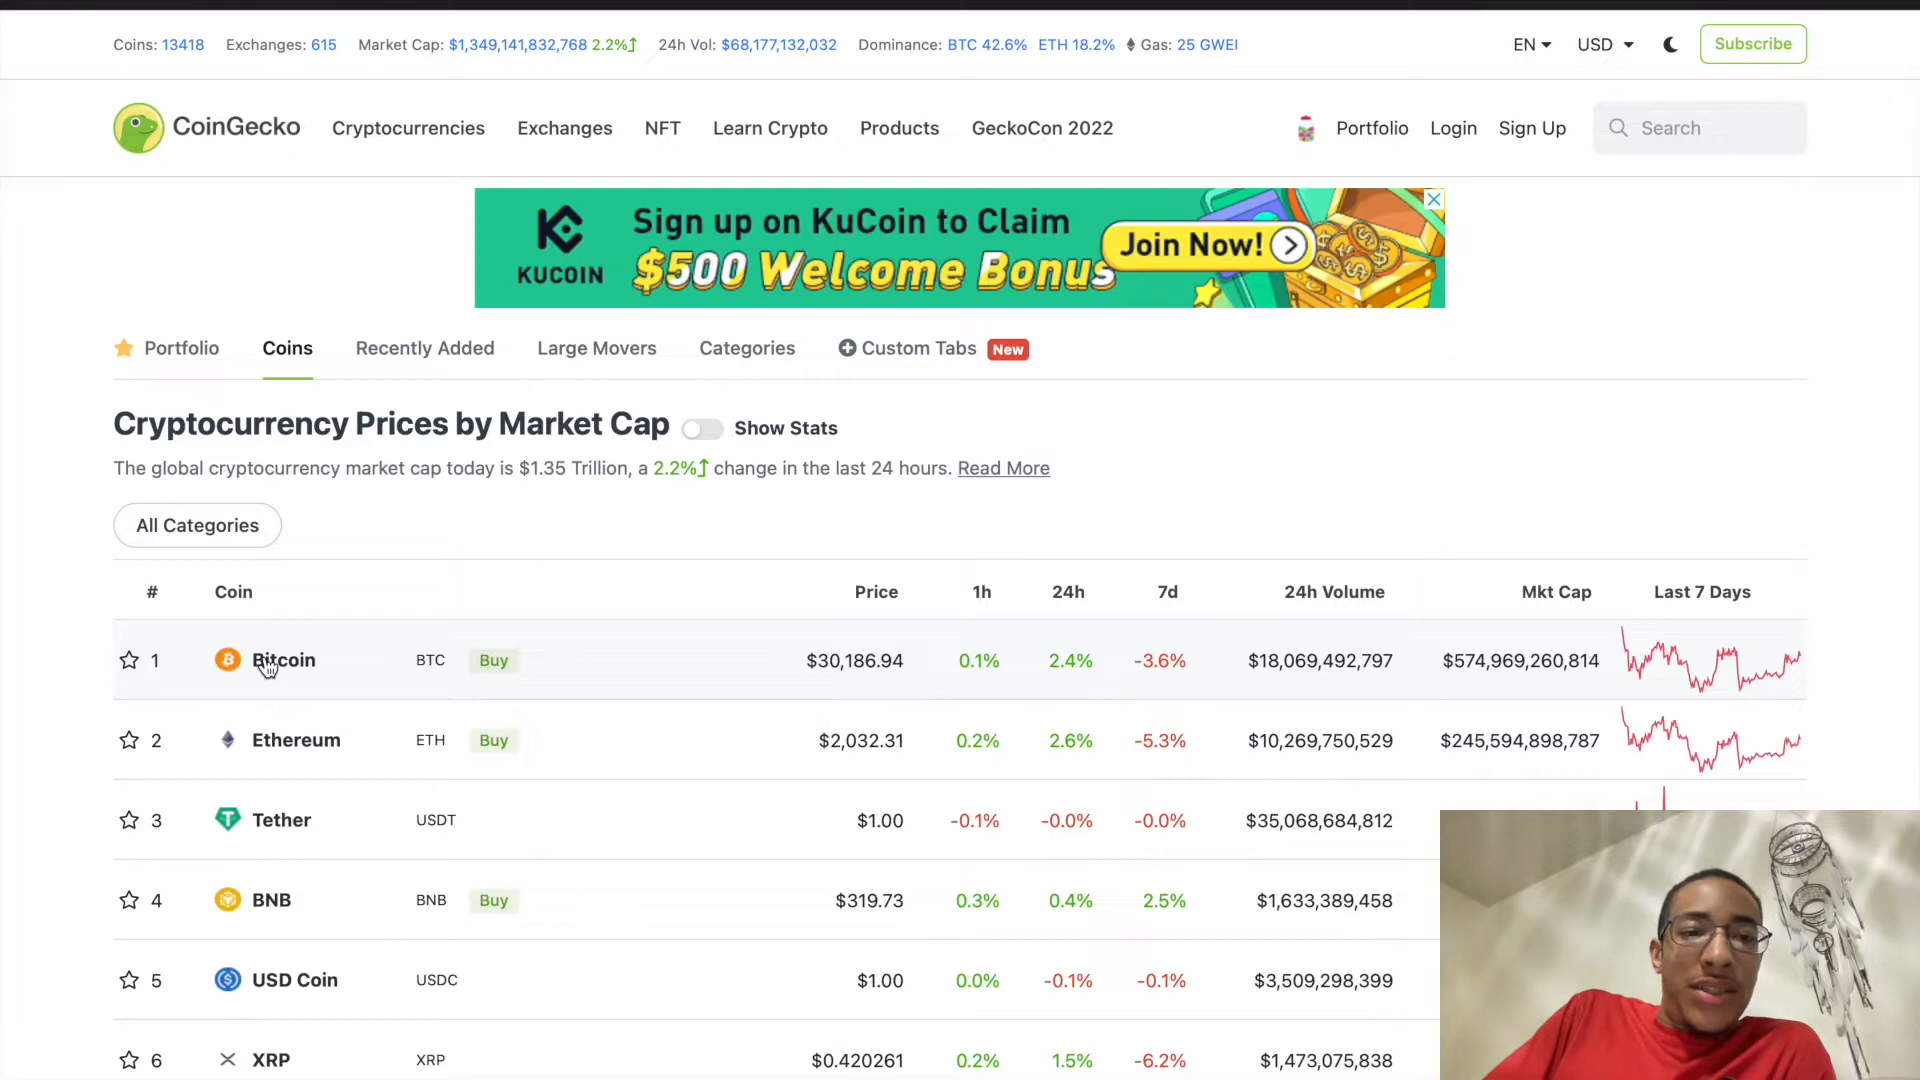 Coins: 13418 Exchanges: 615 Market Cap: $1,349,141,832,768 2.2% 24h Vol: $68,177,132,032 Dominance: BTC 42.6% ETH 18.2% Gas: 25 GWEI EN USD Subscribe
CoinGecko Cryptocurrencies Exchanges NFT Learn Crypto Products GeckoCon 2022 Portfolio Login Sign Up Search
KUCOIN
Sign up on KuCoin to Claim
$500 Welcome Bonus
Join Now!
Portfolio Coins Recently Added Large Movers Categories Custom Tabs New
Cryptocurrency Prices by Market Cap Show Stats
The global cryptocurrency market cap today is $1.35 Trillion, a 2.2% change in the last 24 hours. Read More
All Categories
# Coin Price 1h 24h 7d 24h Volume Mkt Cap Last 7 Days
1 Bitcoin BTC Buy $30,186.94 0.1% 2.4% -3.6% $18,069,492,797 $574,969,260,814
2 Ethereum ETH Buy $2,032.31 0.2% 2.6% -5.3% $10,269,750,529 $245,594,898,787
3 Tether USDT $1.00 -0.1% -0.0% -0.0% $35,068,684,812
4 BNB BNB Buy $319.73 0.3% 0.4% 2.5% $1,633,389,458
5 USD Coin USDC $1.00 0.0% -0.1% -0.1% $3,509,298,399
6 XRP XRP $0.420261 0.2% 1.5% -6.2% $1,473,075,838